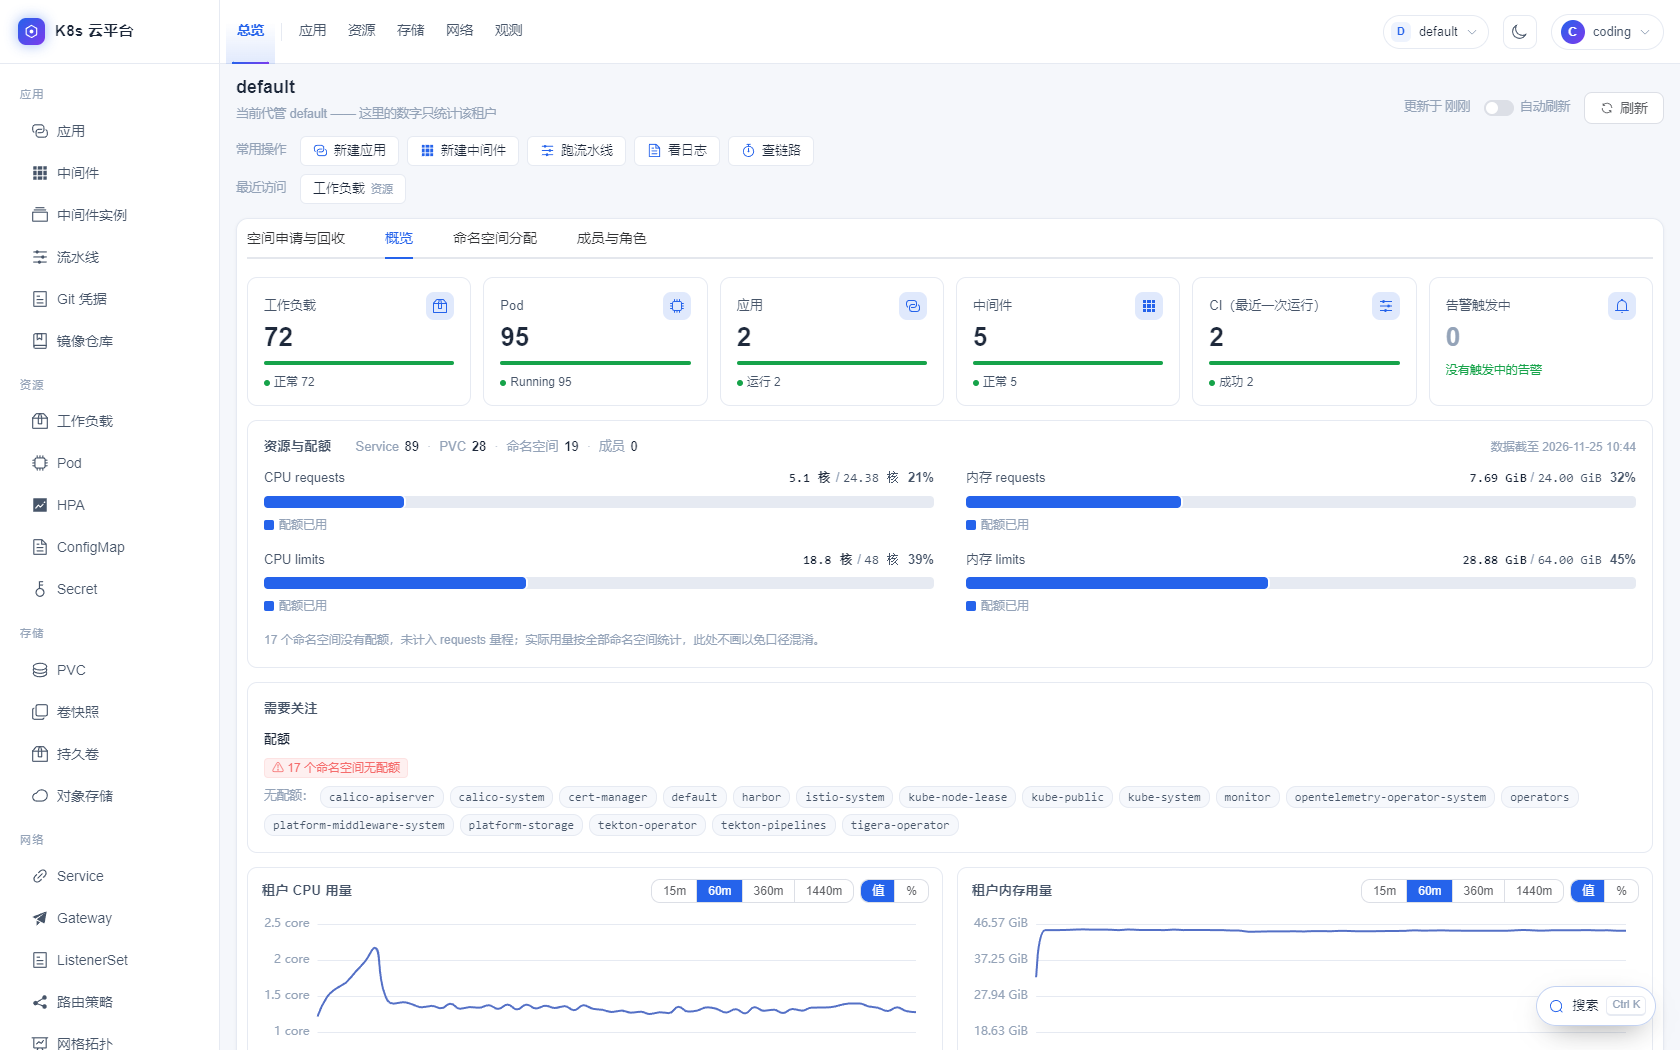 K8s 云平台
总览 应用 资源 存储 网络 观测
D default
C coding
应用
应用
中间件
中间件实例
流水线
Git 凭据
镜像仓库
资源
工作负载
Pod
HPA
ConfigMap
Secret
存储
PVC
卷快照
持久卷
对象存储
网络
Service
Gateway
ListenerSet
路由策略
网格拓扑
default
当前代管 default —— 这里的数字只统计该租户
更新于 刚刚 自动刷新 刷新
常用操作 新建应用 新建中间件 跑流水线 看日志 查链路
最近访问 工作负载 资源
空间申请与回收 概览 命名空间分配 成员与角色
工作负载
72
正常 72
Pod
95
Running 95
应用
2
运行 2
中间件
5
正常 5
CI（最近一次运行）
2
成功 2
告警触发中
0
没有触发中的告警
资源与配额 Service 89 · PVC 28 · 命名空间 19 · 成员 0
数据截至 2026-11-25 10:44
CPU requests 5.1 核 / 24.38 核 21%
配额已用
内存 requests 7.69 GiB / 24.00 GiB 32%
配额已用
CPU limits 18.8 核 / 48 核 39%
配额已用
内存 limits 28.88 GiB / 64.00 GiB 45%
配额已用
17 个命名空间没有配额，未计入 requests 量程；实际用量按全部命名空间统计，此处不画以免口径混淆。
需要关注
配额
17 个命名空间无配额
无配额： calico-apiserver calico-system cert-manager default harbor istio-system kube-node-lease kube-public kube-system monitor opentelemetry-operator-system operators
platform-middleware-system platform-storage tekton-operator tekton-pipelines tigera-operator
租户 CPU 用量 15m 60m 360m 1440m 值 %
2.5 core
2 core
1.5 core
1 core
租户内存用量 15m 60m 360m 1440m 值 %
46.57 GiB
37.25 GiB
27.94 GiB
18.63 GiB
搜索 Ctrl K